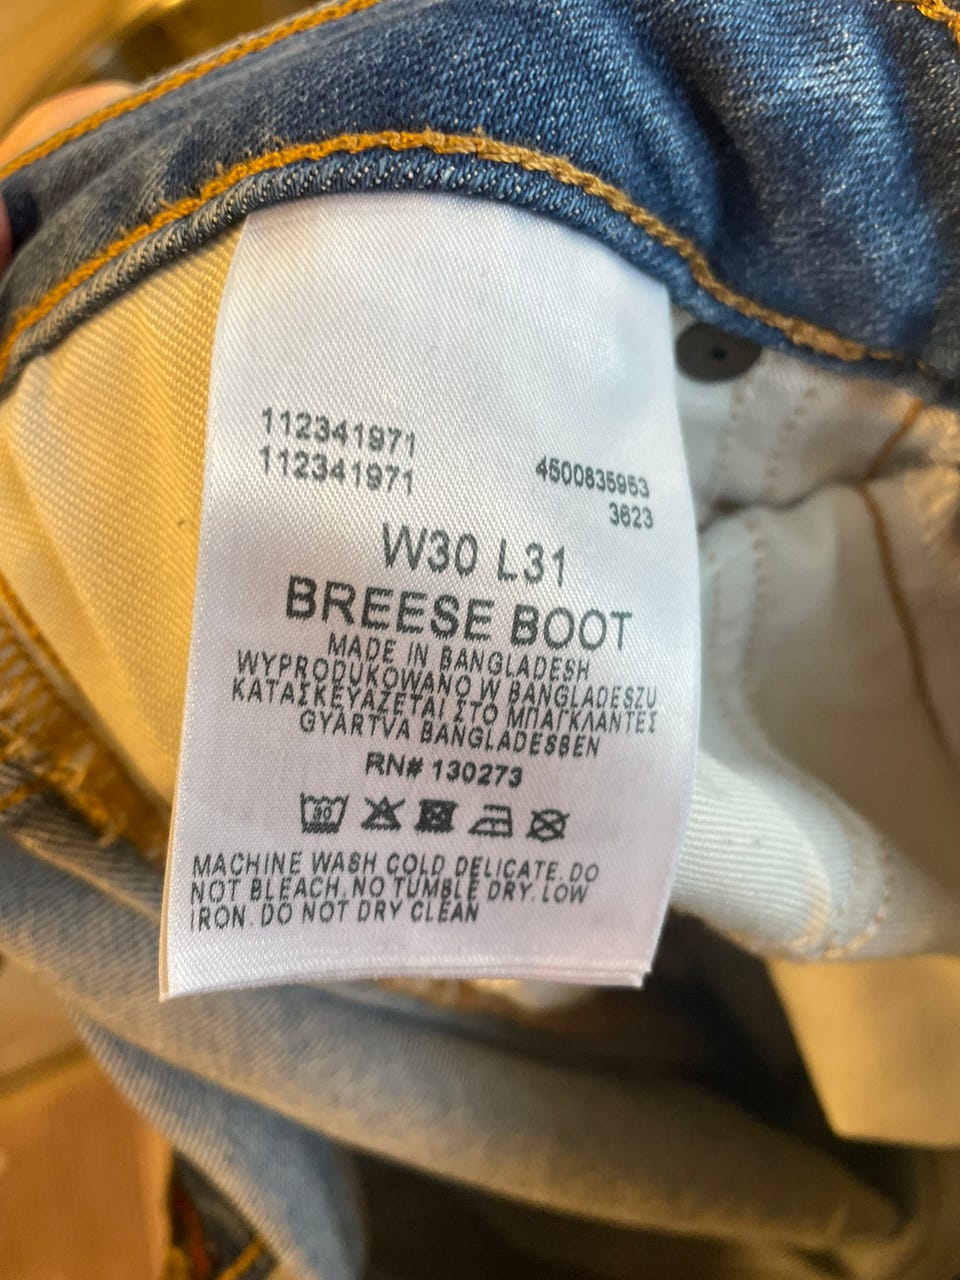 112341971
112341971
4500835953
3623
W30 L31
BREESE BOOT
MADE IN BANGLADESH
WYPRODUKOWANO W BANGLADESZU
ΚΑΤΑΣΚΕΥΑΖΕΤΑΙ ΣΤΟ ΜΠΑΓΚΛΑΝΤΕΣ
GYÁRTVA BANGLADESBEN
RN# 130273
30
MACHINE WASH COLD DELICATE. DO
NOT BLEACH. NO TUMBLE DRY. LOW
IRON. DO NOT DRY CLEAN